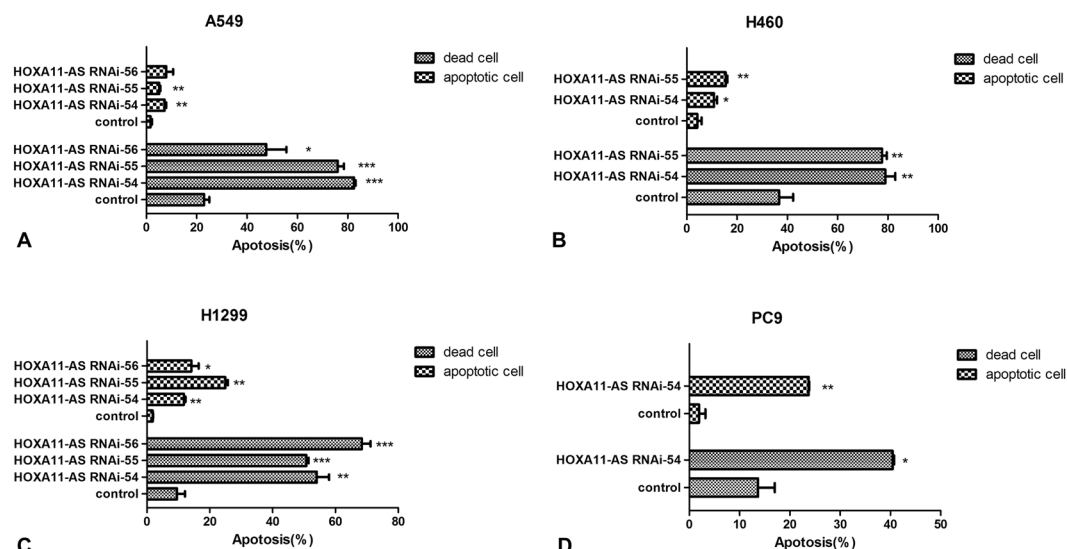 A549
HOXA11-AS RNAi-56
HOXA11-AS RNAi-55 **
HOXA11-AS RNAi-54 **
control
HOXA11-AS RNAi-56 *
HOXA11-AS RNAi-55 ***
HOXA11-AS RNAi-54 ***
control
0 20 40 60 80 100
Apotosis(%)
dead cell
apoptotic cell
A
H460
HOXA11-AS RNAi-55 **
HOXA11-AS RNAi-54 *
control
HOXA11-AS RNAi-55 **
HOXA11-AS RNAi-54 **
control
0 20 40 60 80 100
Apotosis(%)
dead cell
apoptotic cell
B
H1299
HOXA11-AS RNAi-56 *
HOXA11-AS RNAi-55 **
HOXA11-AS RNAi-54 **
control
HOXA11-AS RNAi-56 ***
HOXA11-AS RNAi-55 ***
HOXA11-AS RNAi-54 **
control
0 20 40 60 80
Apotosis(%)
dead cell
apoptotic cell
C
PC9
HOXA11-AS RNAi-54 **
control
HOXA11-AS RNAi-54 *
control
0 10 20 30 40 50
Apotosis(%)
dead cell
apoptotic cell
D